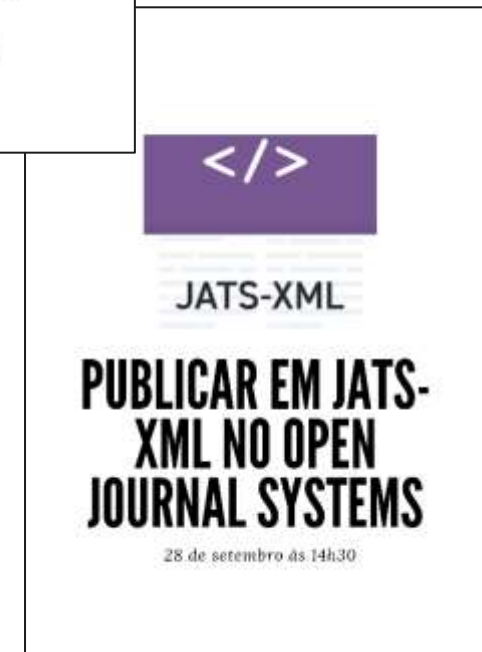 </>
JATS-XML
PUBLICAR EM JATS-
XML NO OPEN
JOURNAL SYSTEMS
28 de setembro às 14h30